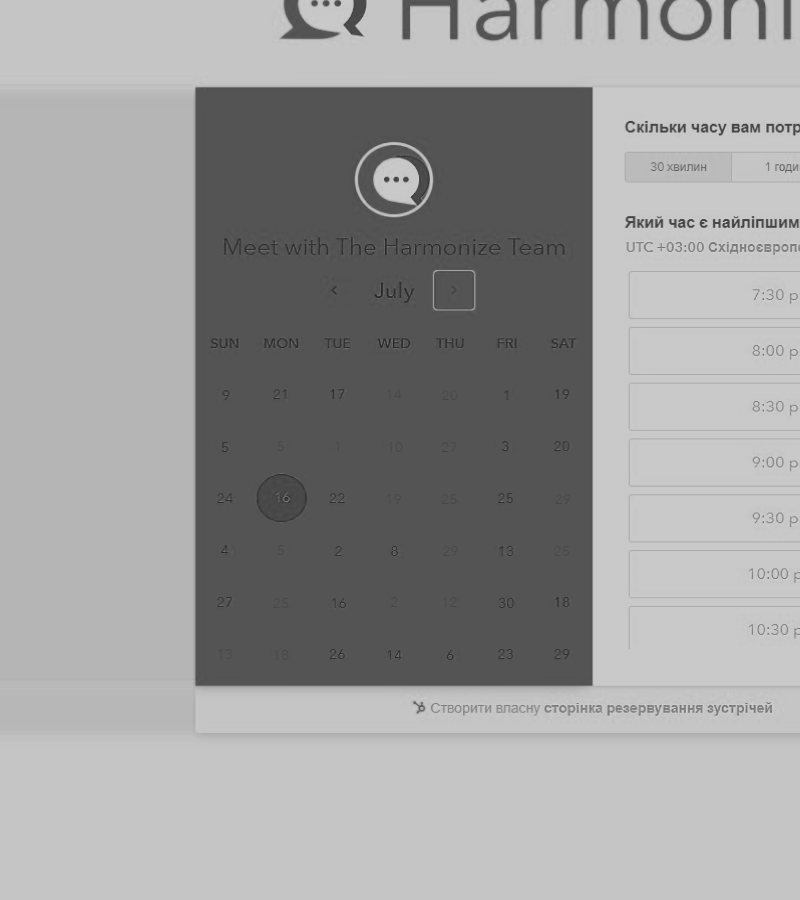 Harmoni
Meet with The Harmonize Team
July
SUN MON TUE WED THU FRI SAT
9 21 17 14 20 1 19
5 5 1 10 27 3 20
24 16 22 19 25 25 29
4 5 2 8 29 13 25
27 25 16 2 12 30 18
13 18 26 14 6 23 29
Скільки часу вам потр
30 хвилин 1 годи
Який час є найліпшим
UTC +03:00 Східноєвропе
7:30 p
8:00 p
8:30 p
9:00 p
9:30 p
10:00 p
10:30 p
Створити власну сторінка резервування зустрічей